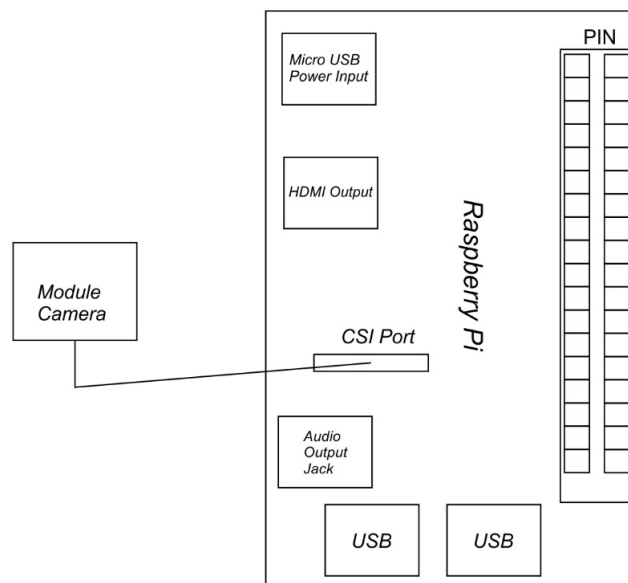 PIN
Micro USB
Power Input
HDMI Output
Raspberry Pi
Module
Camera
CSI Port
Audio
Output
Jack
USB
USB